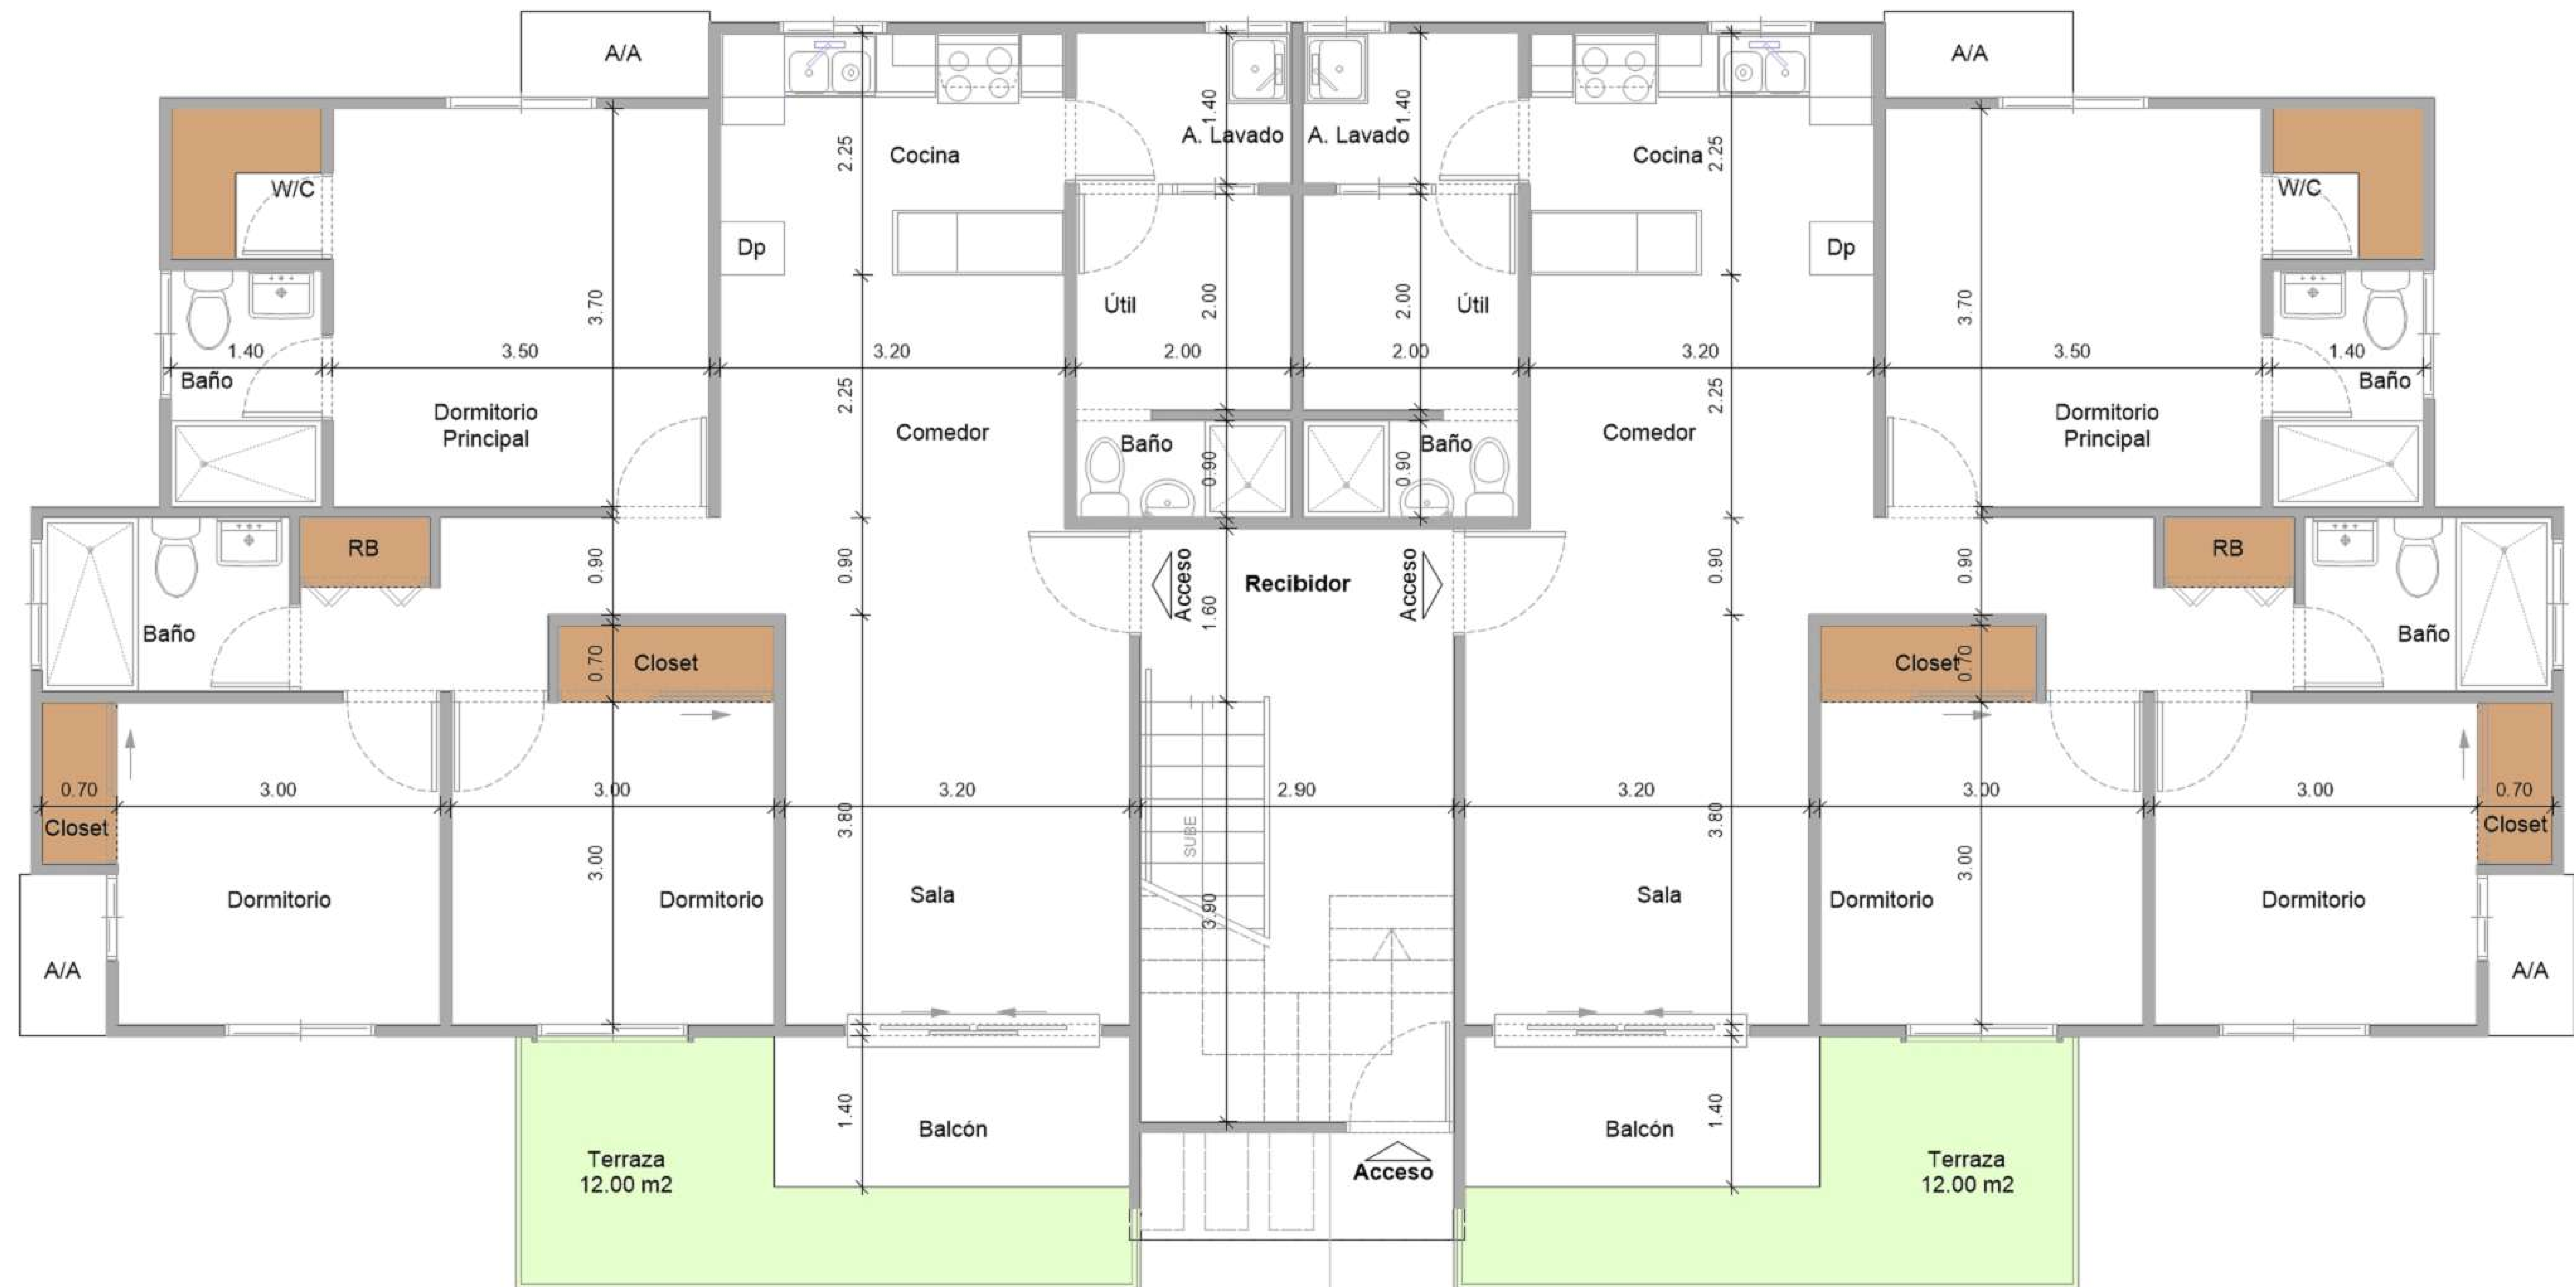 A/A
A/A
1.40
1.40
A. Lavado
A. Lavado
2.25
Cocina
Cocina
2.25
W/C
W/C
Dp
Dp
3.70
Útil
2.00
2.00
Útil
3.70
1.40
3.50
3.20
2.00
2.00
3.20
3.50
1.40
Baño
Baño
2.25
2.25
Dormitorio
Principal
Comedor
Baño
0.90
0.90
Baño
Comedor
Dormitorio
Principal
RB
0.90
0.90
Acceso
Recibidor
Acceso
0.90
0.90
RB
1.60
Baño
Baño
0.70
Closet
Closet
0.70
0.70
3.00
3.00
3.20
2.90
3.20
3.00
3.00
0.70
Closet
3.80
SUBE
3.80
Closet
3.00
3.00
Dormitorio
Dormitorio
Sala
3.90
Sala
Dormitorio
Dormitorio
A/A
A/A
1.40
Balcón
Balcón
1.40
Terraza
12.00 m2
Acceso
Terraza
12.00 m2